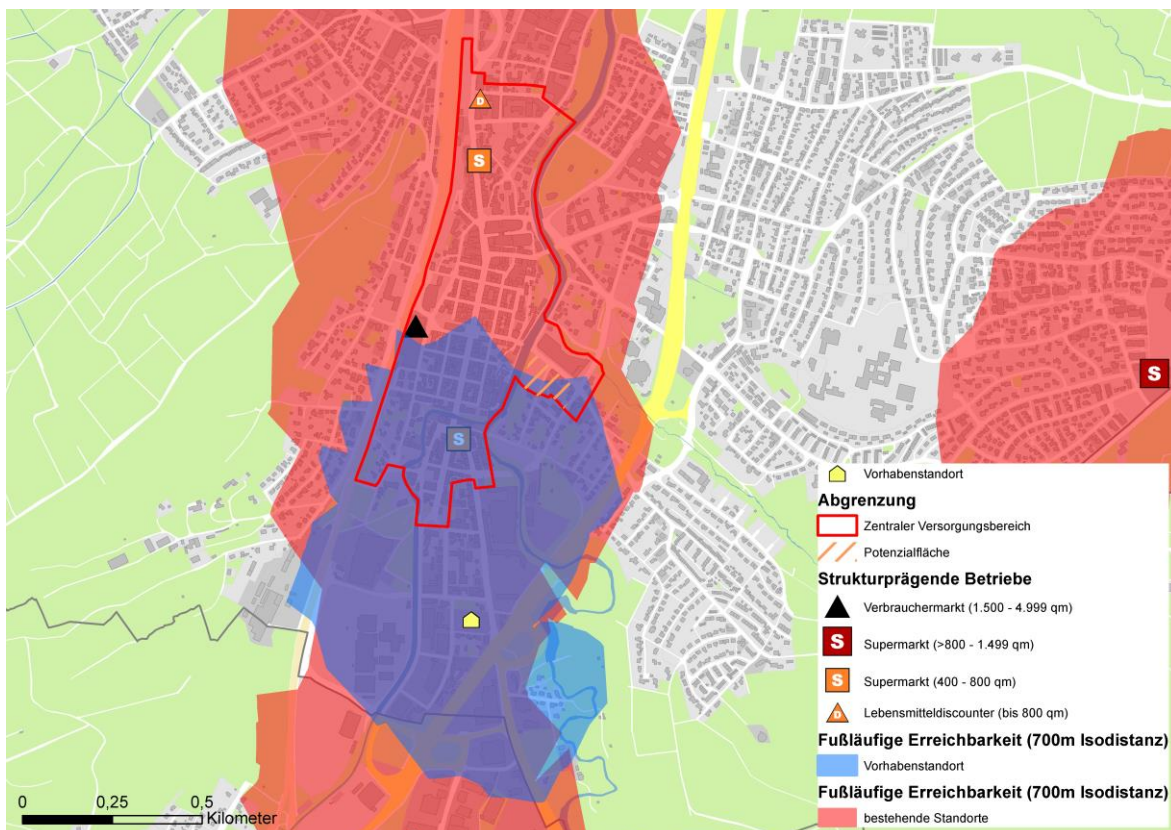 D
S
S
S
Vorhabenstandort
Abgrenzung
Zentraler Versorgungsbereich
Potenzialfläche
Strukturprägende Betriebe
Verbrauchermarkt (1.500 - 4.999 qm)
S Supermarkt (>800 - 1.499 qm)
S Supermarkt (400 - 800 qm)
D Lebensmitteldiscounter (bis 800 qm)
Fußläufige Erreichbarkeit (700m Isodistanz)
Vorhabenstandort
Fußläufige Erreichbarkeit (700m Isodistanz)
bestehende Standorte
0 0,25 0,5
Kilometer